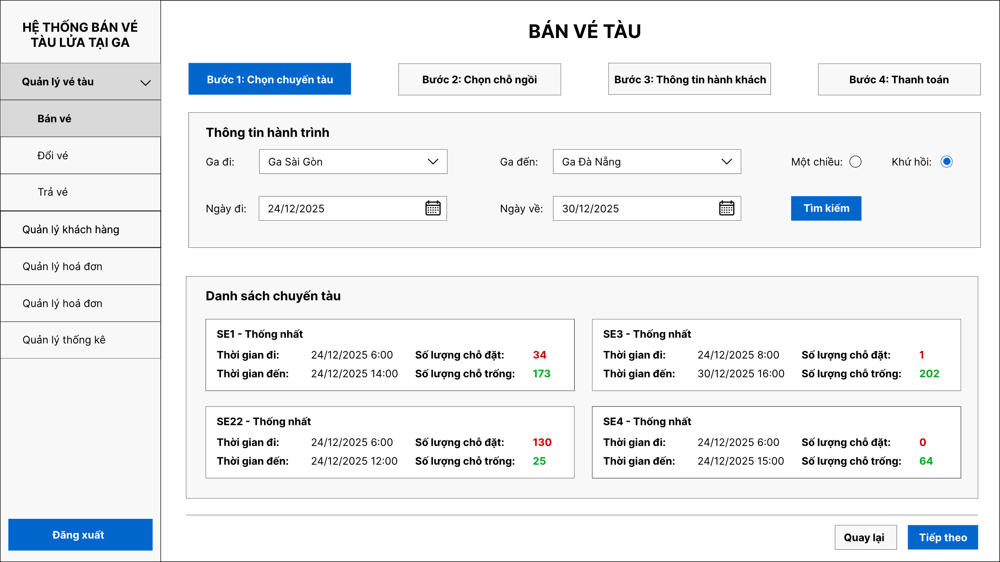 HỆ THỐNG BÁN VÉ
TÀU LỬA TẠI GA
Quản lý vé tàu
Bán vé
Đổi vé
Trả vé
Quản lý khách hàng
Quản lý hoá đơn
Quản lý hoá đơn
Quản lý thống kê
Đăng xuất
BÁN VÉ TÀU
Bước 1: Chọn chuyến tàu
Bước 2: Chọn chỗ ngồi
Bước 3: Thông tin hành khách
Bước 4: Thanh toán
Thông tin hành trình
Ga đi: Ga Sài Gòn Ga đến: Ga Đà Nẵng Một chiều: Khứ hồi:
Ngày đi: 24/12/2025 Ngày về: 30/12/2025 Tìm kiếm
Danh sách chuyến tàu
SE1 - Thống nhất
Thời gian đi: 24/12/2025 6:00 Số lượng chỗ đặt: 34
Thời gian đến: 24/12/2025 14:00 Số lượng chỗ trống: 173
SE3 - Thống nhất
Thời gian đi: 24/12/2025 8:00 Số lượng chỗ đặt: 1
Thời gian đến: 30/12/2025 16:00 Số lượng chỗ trống: 202
SE22 - Thống nhất
Thời gian đi: 24/12/2025 6:00 Số lượng chỗ đặt: 130
Thời gian đến: 24/12/2025 12:00 Số lượng chỗ trống: 25
SE4 - Thống nhất
Thời gian đi: 24/12/2025 6:00 Số lượng chỗ đặt: 0
Thời gian đến: 24/12/2025 15:00 Số lượng chỗ trống: 64
Quay lại
Tiếp theo